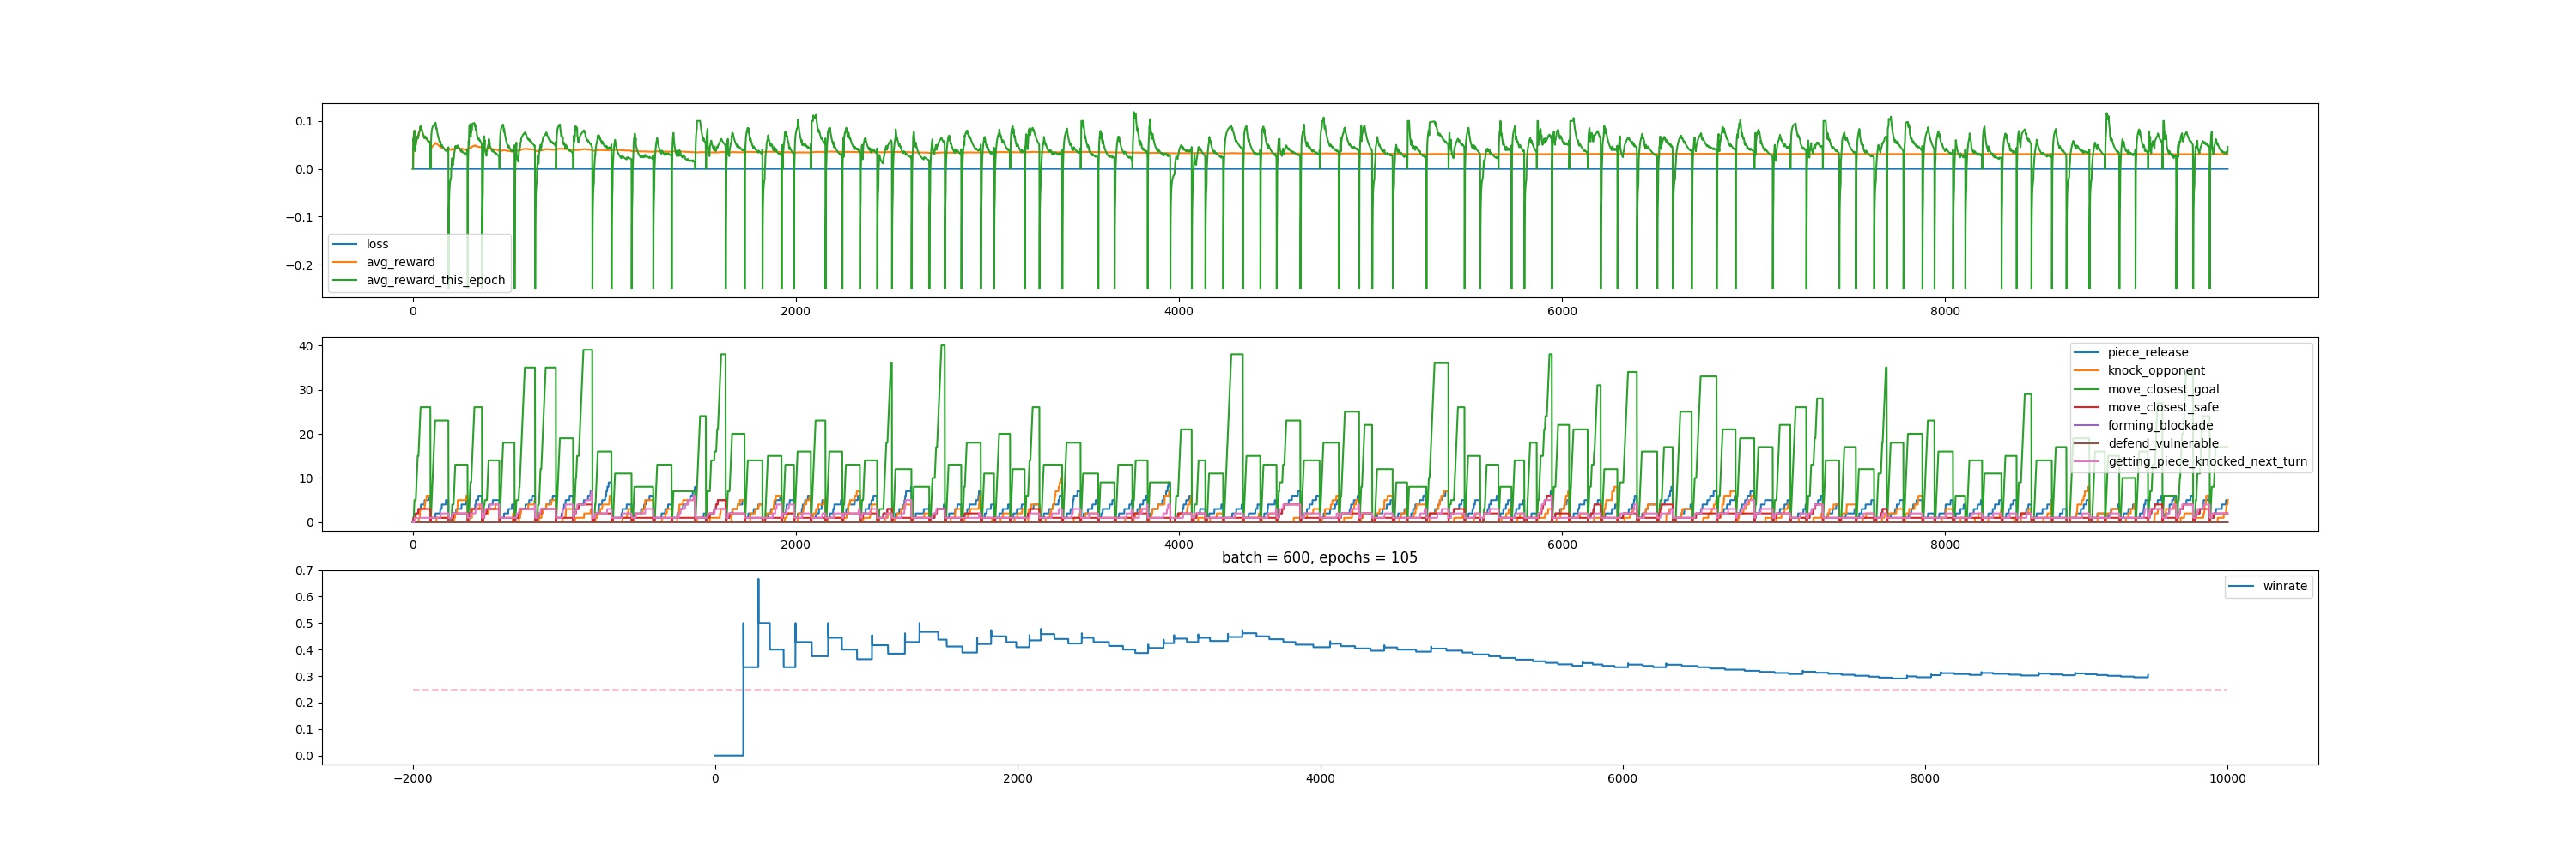 0.1
0.0
−0.1
−0.2
loss
avg_reward
avg_reward_this_epoch
0 2000 4000 6000 8000
40
30
20
10
0
piece_release
knock_opponent
move_closest_goal
move_closest_safe
forming_blockade
defend_vulnerable
getting_piece_knocked_next_turn
0 2000 4000 6000 8000
batch = 600, epochs = 105
0.7
0.6
0.5
0.4
0.3
0.2
0.1
0.0
winrate
−2000 0 2000 4000 6000 8000 10000